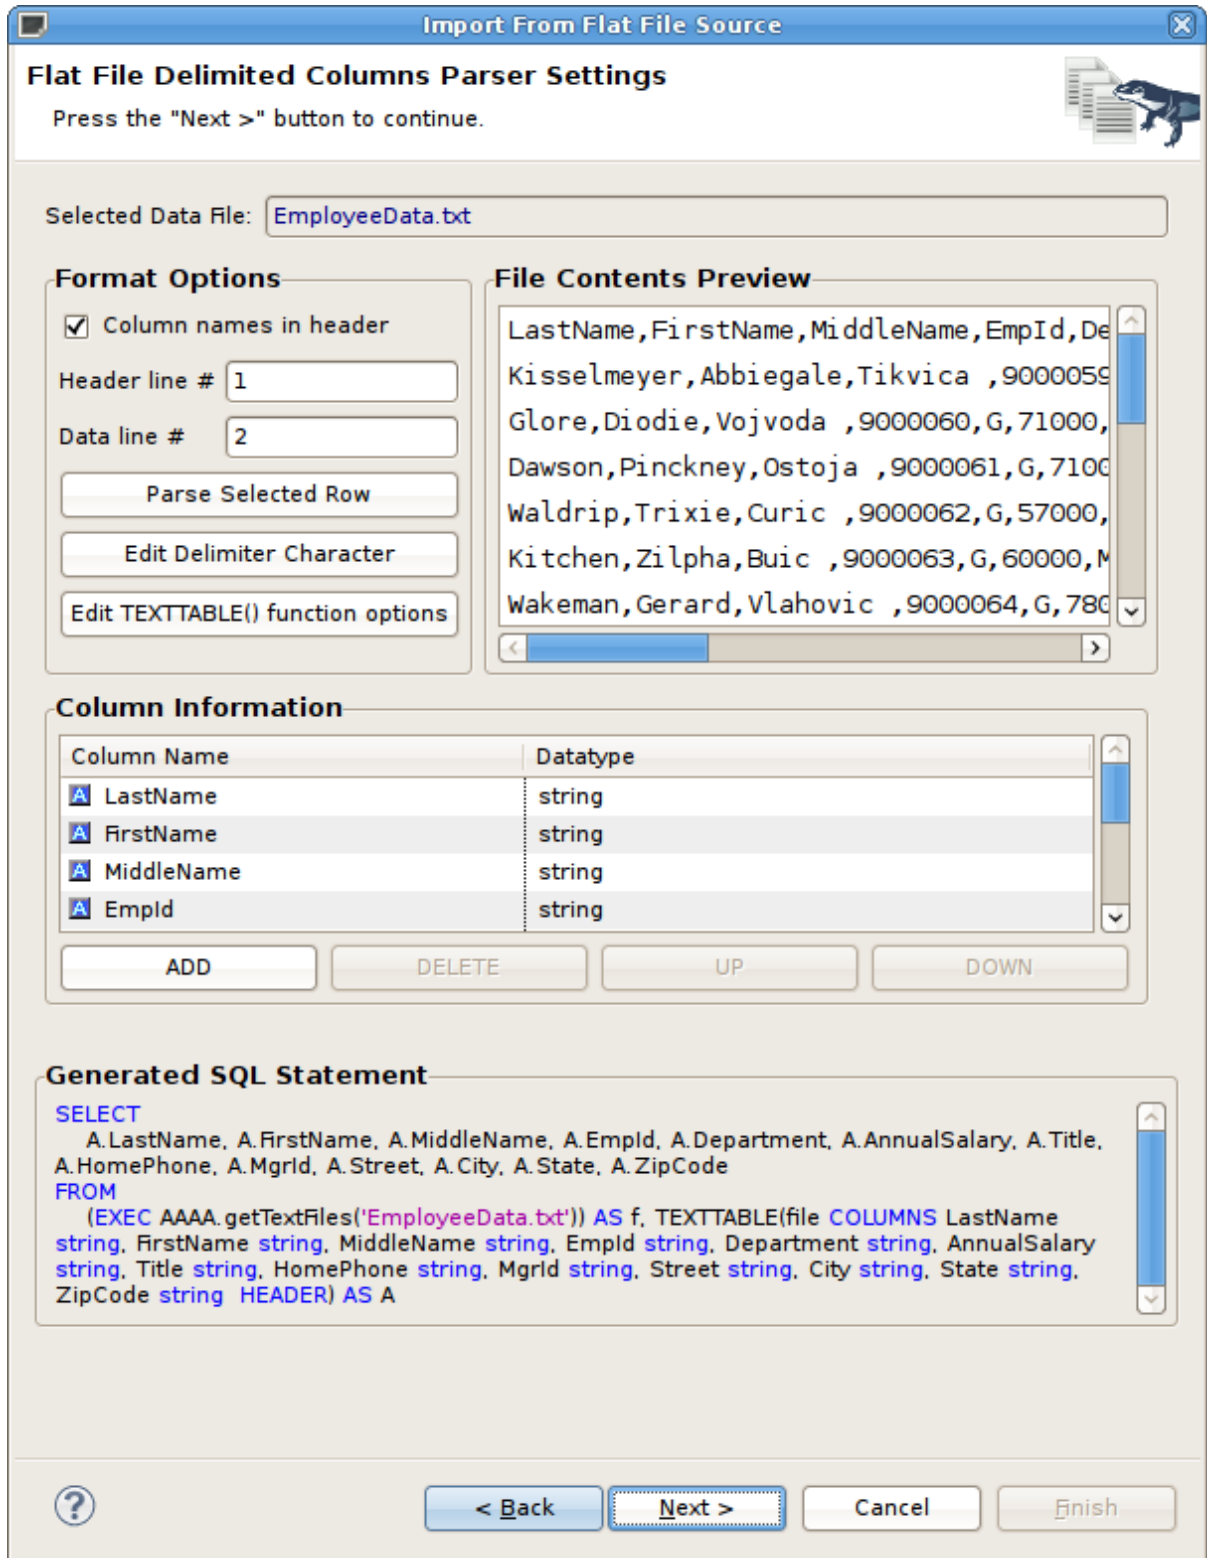 Import From Flat File Source
Flat File Delimited Columns Parser Settings
Press the "Next >" button to continue.
Selected Data File: EmployeeData.txt
Format Options
Column names in header
Header line # 1
Data line # 2
Parse Selected Row
Edit Delimiter Character
Edit TEXTTABLE() function options
File Contents Preview
LastName,FirstName,MiddleName,EmpId,De
Kisselmeyer,Abbiegale,Tikvica ,9000059
Glore,Diodie,Vojvoda ,9000060,G,71000,
Dawson,Pinckney,Ostoja ,9000061,G,7100
Waldrip,Trixie,Curic ,9000062,G,57000,
Kitchen,Zilpha,Buic ,9000063,G,60000,M
Wakeman,Gerard,Vlahovic ,9000064,G,780
Column Information
Column Name Datatype
LastName string
FirstName string
MiddleName string
EmpId string
ADD DELETE UP DOWN
Generated SQL Statement
SELECT
A.LastName, A.FirstName, A.MiddleName, A.EmpId, A.Department, A.AnnualSalary, A.Title,
A.HomePhone, A.MgrId, A.Street, A.City, A.State, A.ZipCode
FROM
(EXEC AAAA.getTextFiles('EmployeeData.txt')) AS f, TEXTTABLE(file COLUMNS LastName
string, FirstName string, MiddleName string, EmpId string, Department string, AnnualSalary
string, Title string, HomePhone string, MgrId string, Street string, City string, State string,
ZipCode string  HEADER) AS A
? < Back Next > Cancel Finish